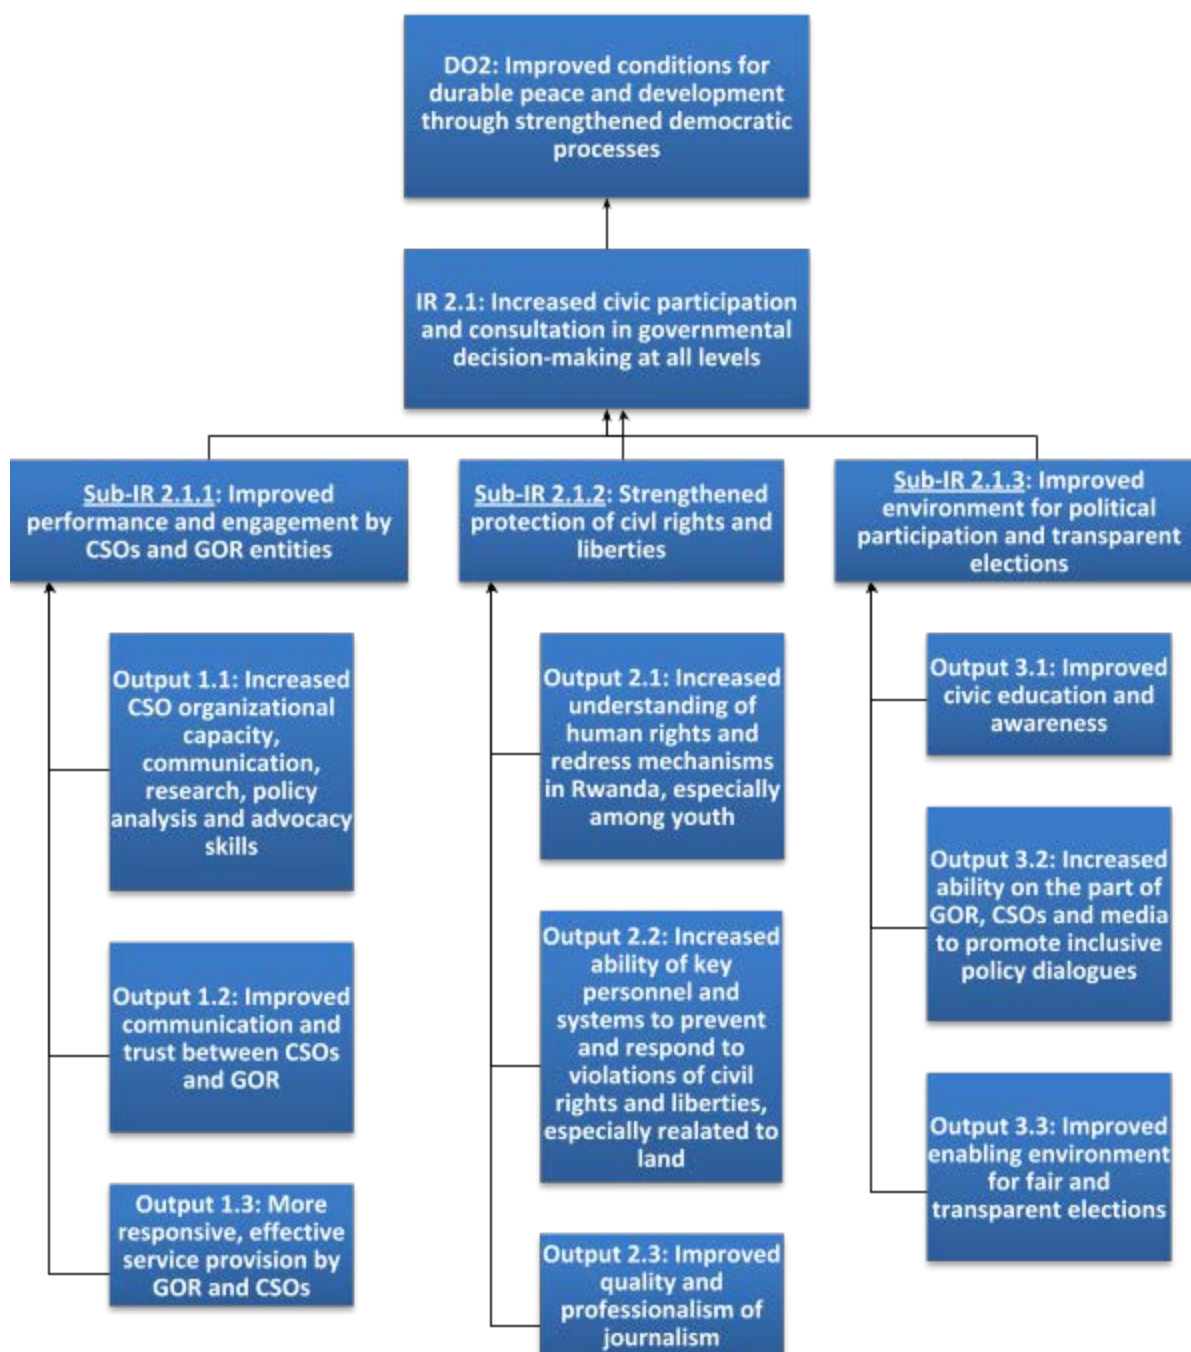 DO2: Improved conditions for
durable peace and development
through strengthened democratic
processes
IR 2.1: Increased civic participation
and consultation in governmental
decision-making at all levels
Sub-IR 2.1.1: Improved
performance and engagement by
CSOs and GOR entities
Output 1.1: Increased
CSO organizational
capacity,
communication,
research, policy
analysis and advocacy
skills
Output 1.2: Improved
communication and
trust between CSOs
and GOR
Output 1.3: More
responsive, effective
service provision by
GOR and CSOs
Sub-IR 2.1.2: Strengthened
protection of civl rights and
liberties
Output 2.1: Increased
understanding of
human rights and
redress mechanisms
in Rwanda, especially
among youth
Output 2.2: Increased
ability of key
personnel and
systems to prevent
and respond to
violations of civil
rights and liberties,
especially realated to
land
Output 2.3: Improved
quality and
professionalism of
journalism
Sub-IR 2.1.3: Improved
environment for political
participation and transparent
elections
Output 3.1: Improved
civic education and
awareness
Output 3.2: Increased
ability on the part of
GOR, CSOs and media
to promote inclusive
policy dialogues
Output 3.3: Improved
enabling environment
for fair and
transparent elections